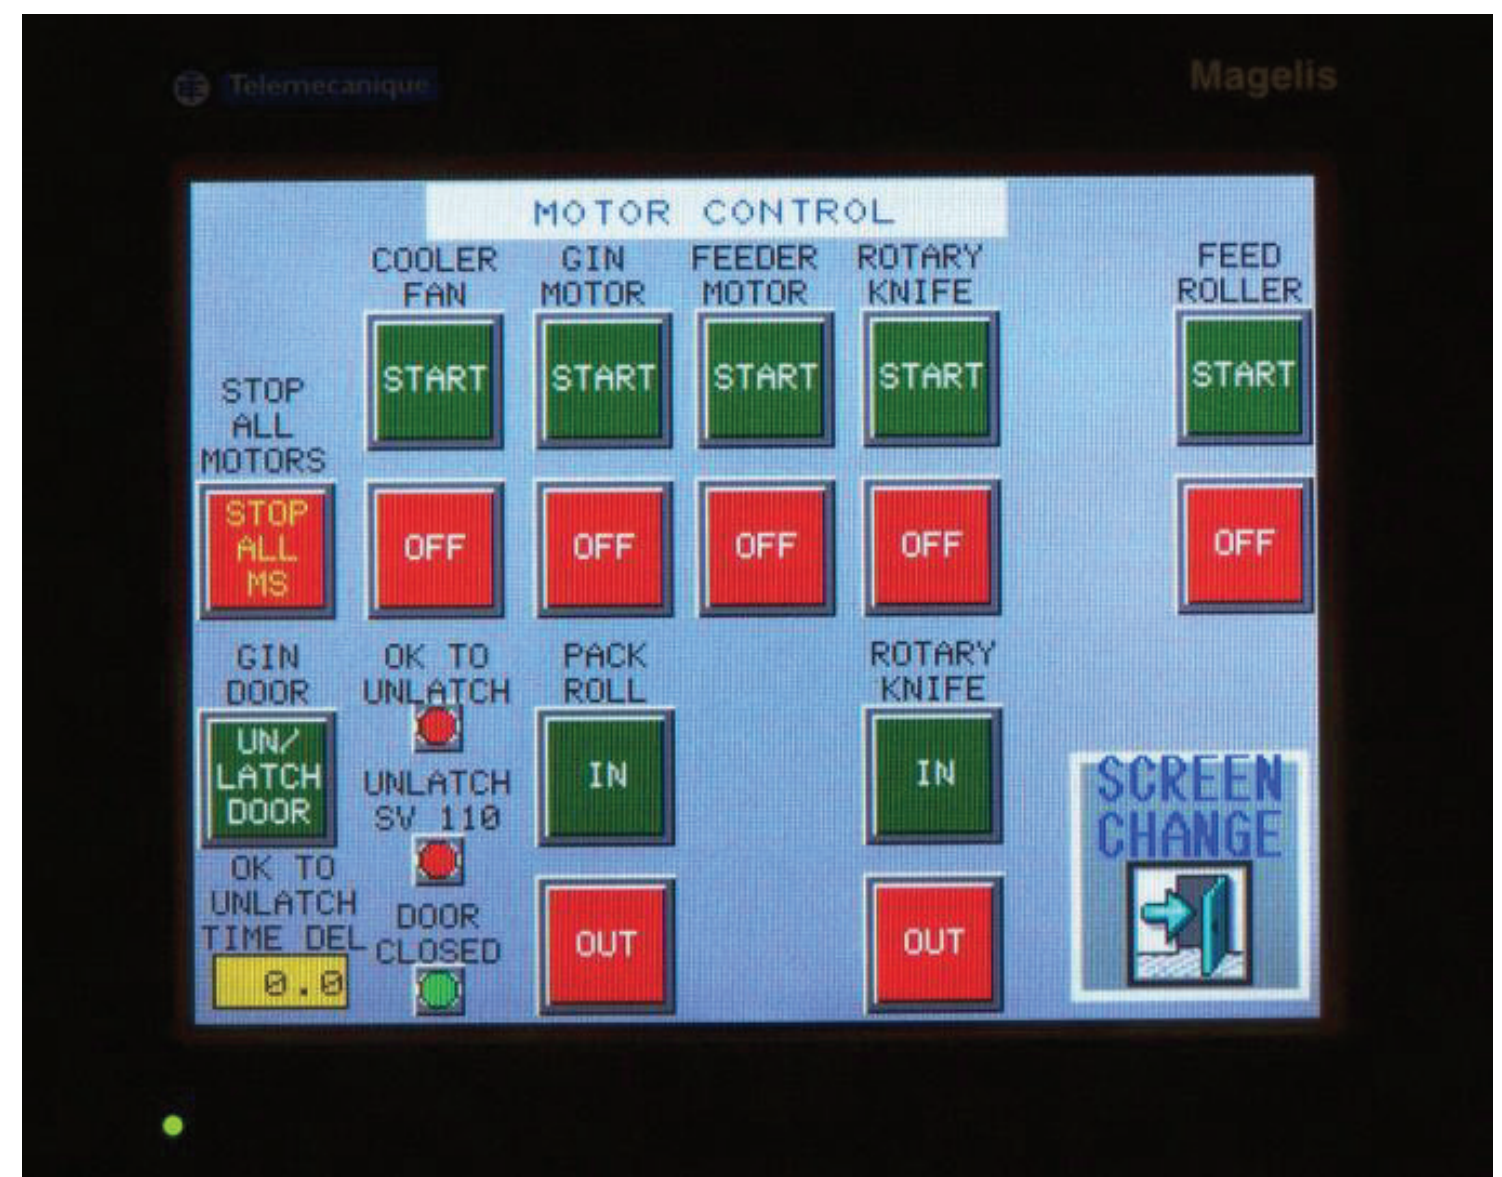 Telemecanique
Magelis
MOTOR CONTROL
COOLER
FAN
GIN
MOTOR
FEEDER
MOTOR
ROTARY
KNIFE
FEED
ROLLER
START
START
START
START
START
STOP
ALL
MOTORS
STOP
ALL
MS
OFF
OFF
OFF
OFF
OFF
GIN
DOOR
UN/
LATCH
DOOR
OK TO
UNLATCH
TIME DEL
0.0
OK TO
UNLATCH
UNLATCH
SV 110
DOOR
CLOSED
PACK
ROLL
IN
OUT
ROTARY
KNIFE
IN
OUT
SCREEN
CHANGE